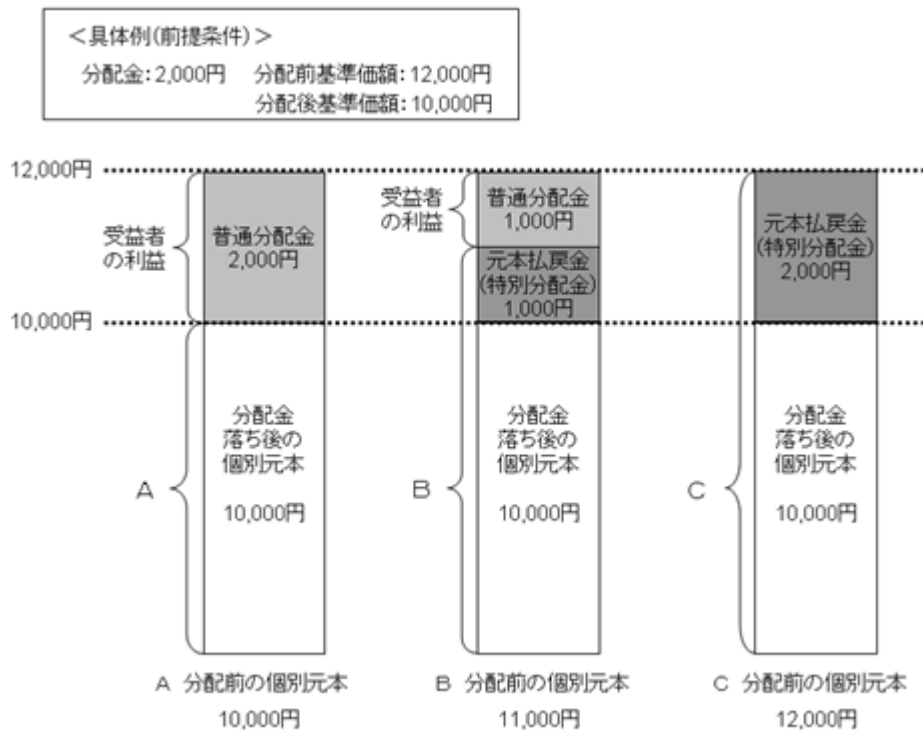 ＜具体例(前提条件)＞
分配金：2,000円　分配前基準価額：12,000円
分配後基準価額：10,000円
12,000円
受益者
の利益
普通分配金
2,000円
受益者
の利益
普通分配金
1,000円
元本払戻金
(特別分配金)
1,000円
元本払戻金
(特別分配金)
2,000円
10,000円
A
分配金
落ち後の
個別元本
10,000円
B
分配金
落ち後の
個別元本
10,000円
C
分配金
落ち後の
個別元本
10,000円
A 分配前の個別元本
10,000円
B 分配前の個別元本
11,000円
C 分配前の個別元本
12,000円